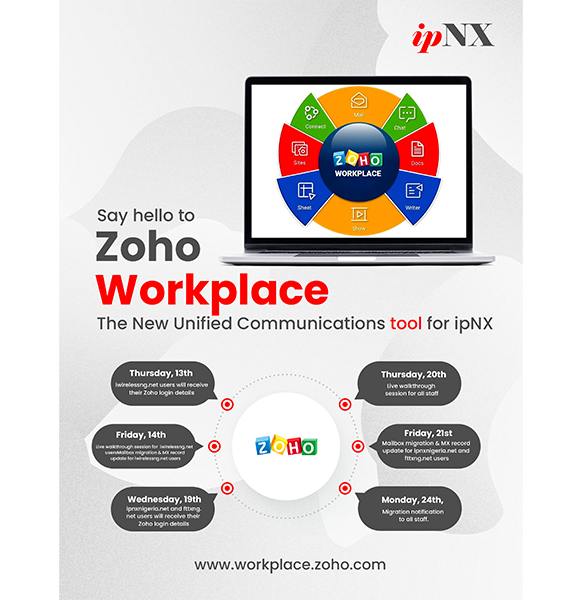 ipNX
Mail
Connect
Chat
Sites
ZOHO
WORKPLACE
Docs
Sheet
Writer
Show
Say hello to
Zoho
Workplace
The New Unified Communications tool for ipNX
Thursday, 13th
iwirelessng.net users will receive
their Zoho login details
Friday, 14th
Live walkthrough session for iwirelessng.net
usersMailbox migration & MX record
update for iwirelessng.net users
Wednesday, 19th
ipnxnigeria.net and fttxng.
net users will receive their
Zoho login details
ZOHO
Thursday, 20th
Live walkthrough
session for all staff
Friday, 21st
Mailbox migration & MX record
update for ipnxnigeria.net and
fttxng.net users
Monday, 24th,
Migration notification
to all staff.
www.workplace.zoho.com